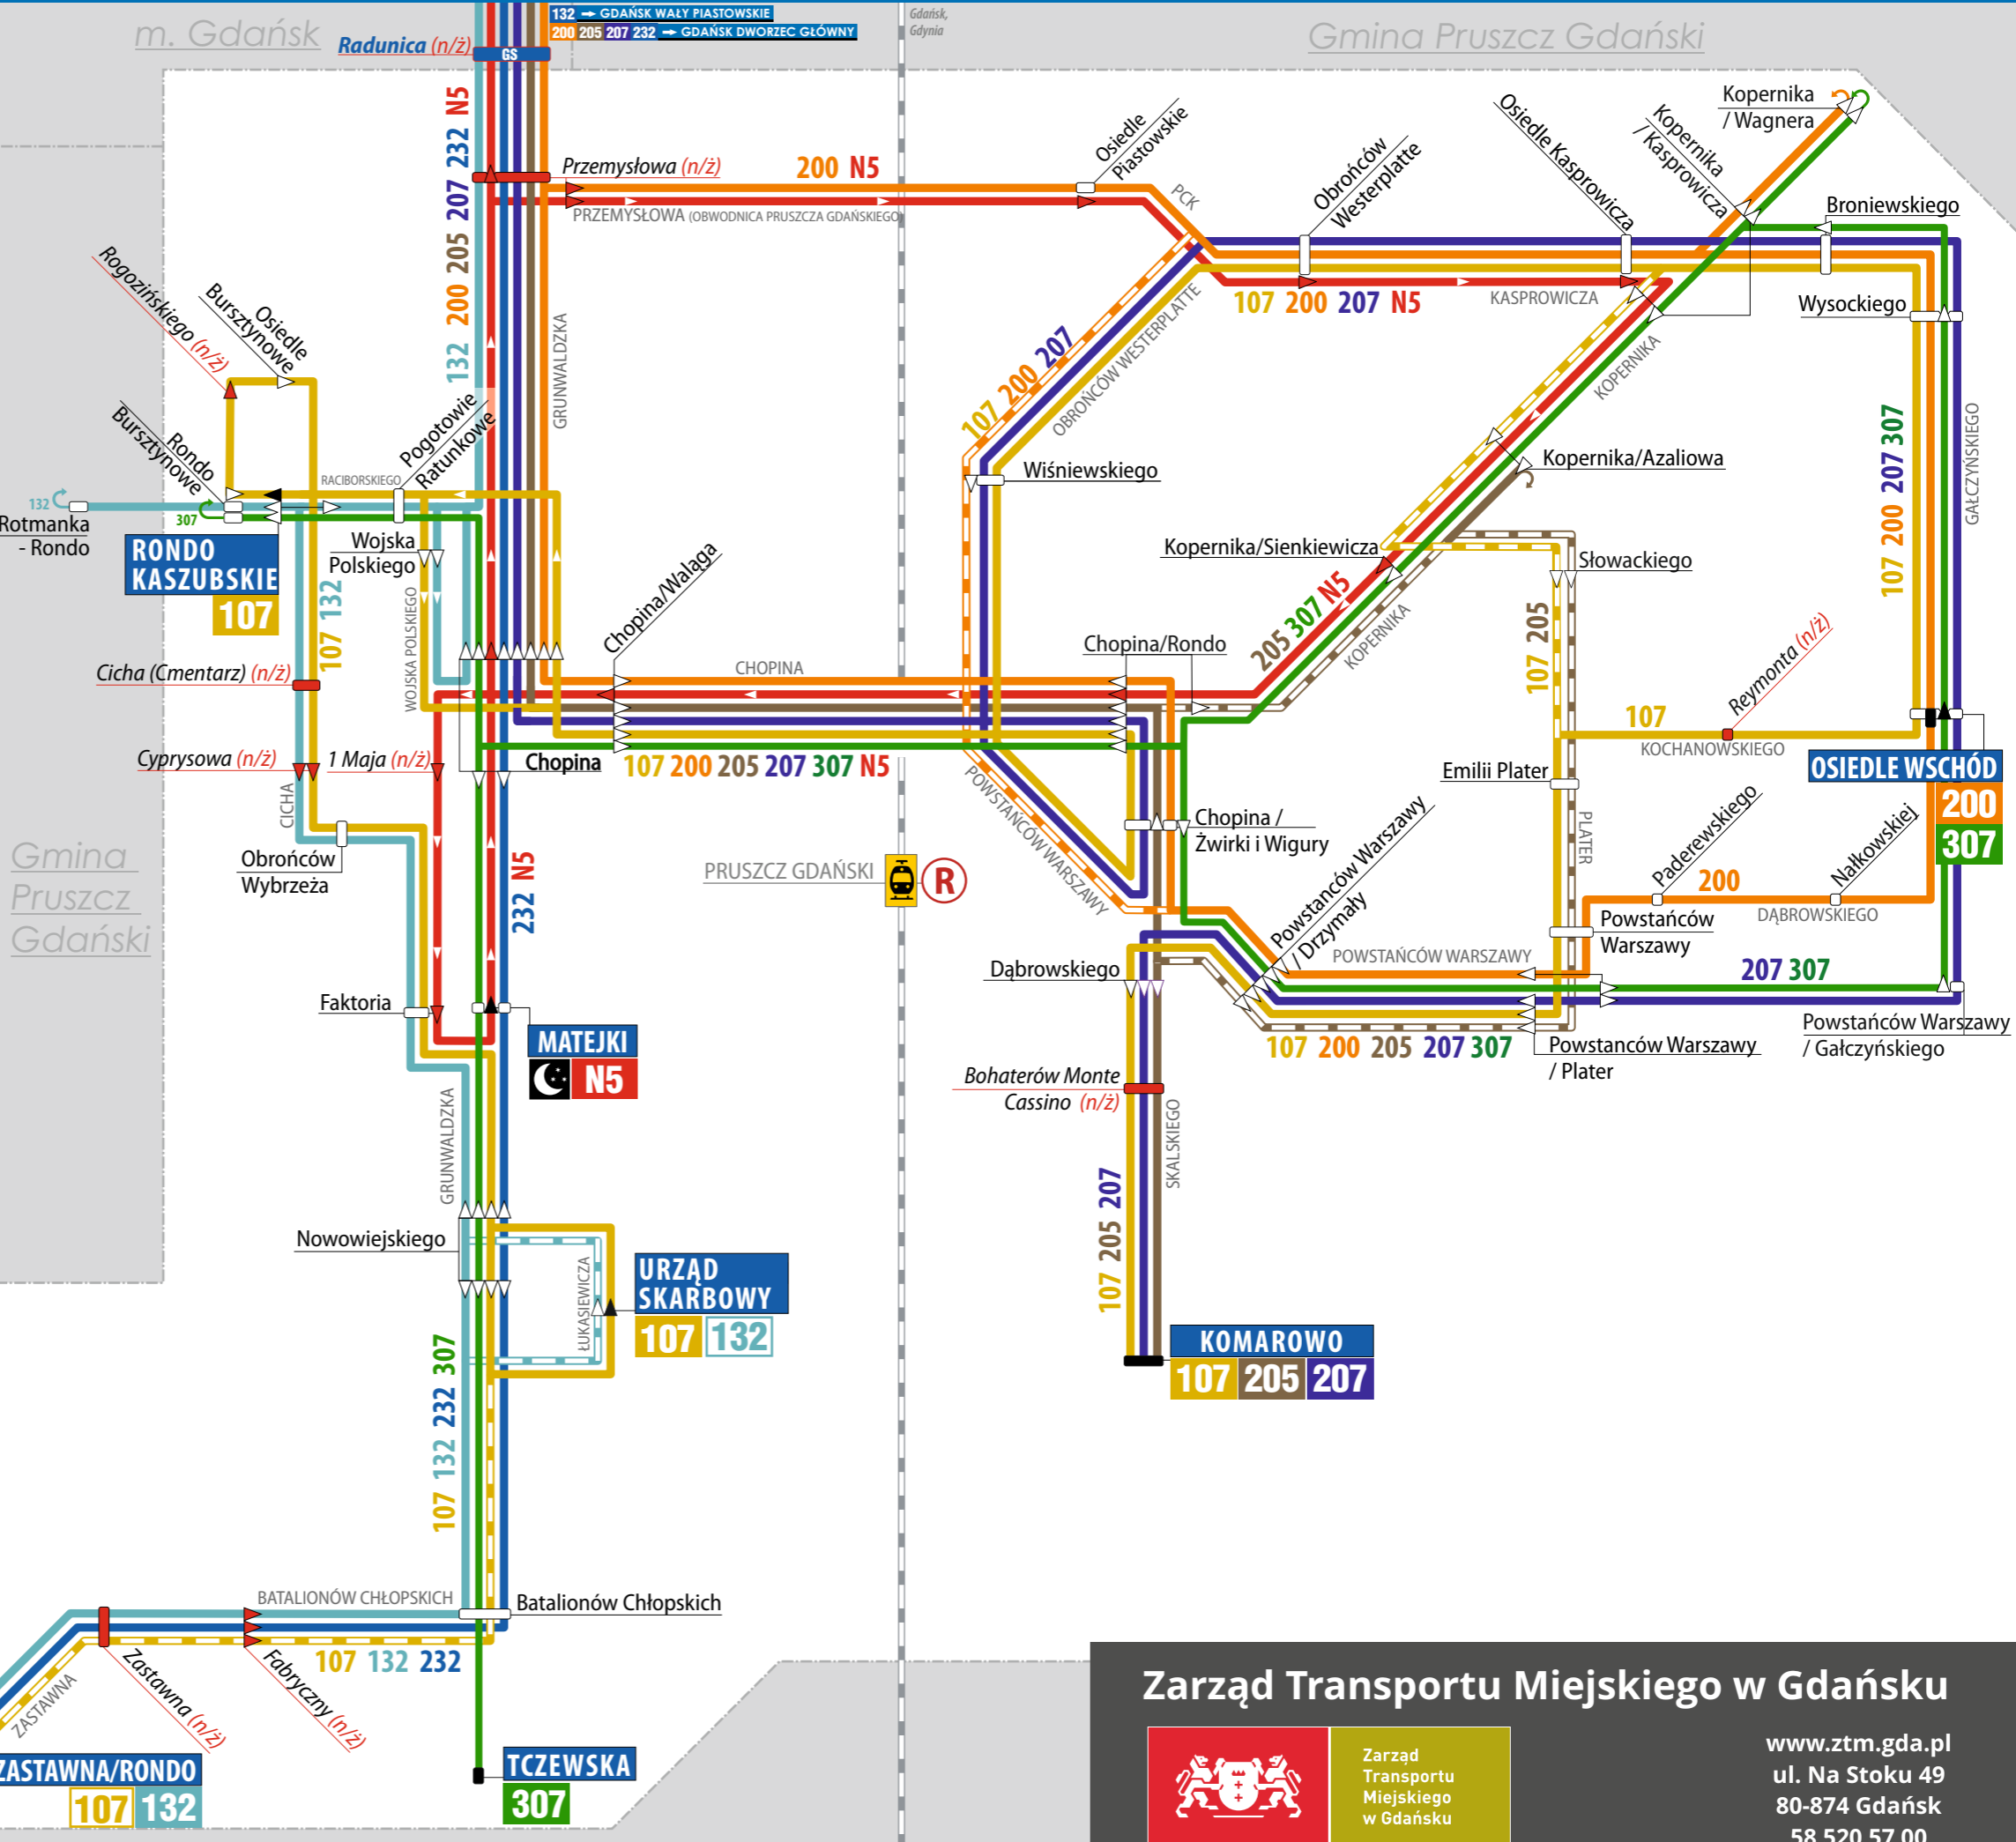 132 → GDAŃSK WAŁY PIASTOWSKIE
200 205 207 232 → GDAŃSK DWORZEC GŁÓWNY
Gdańsk,
Gdynia
m. Gdańsk
Gmina Pruszcz Gdański
Radunica (n/ż)
GS
132 200 205 207 232 N5
Przemysłowa (n/ż)
200 N5
PRZEMYSŁOWA (OBWODNICA PRUSZCZA GDAŃSKIEGO)
Osiedle
Piastowskie
PCK
Obrońców
Westerplatte
Osiedle Kasprowicza
Kopernika
/ Kasprowicza
Kopernika
/ Wagnera
Broniewskiego
Wysockiego
107 200 207 N5
KASPROWICZA
KOPERNIKA
107 200 207
OBROŃCÓW WESTERPLATTE
GRUNWALDZKA
Rogozińskiego (n/ż)
Osiedle
Bursztynowe
Rondo
Bursztynowe
Pogotowie
Ratunkowe
RACIBORSKIEGO
132
307
Rotmanka
- Rondo
RONDO
KASZUBSKIE
107
Wojska
Polskiego
WOJSKA POLSKIEGO
107 132
Wiśniewskiego
Kopernika/Azaliowa
Kopernika/Sienkiewicza
Słowackiego
107 200 207 307
GAŁCZYŃSKIEGO
Chopina/Waląga
CHOPINA
Chopina/Rondo
205 307 N5
KOPERNIKA
107 205
Reymonta (n/ż)
107
KOCHANOWSKIEGO
Cicha (Cmentarz) (n/ż)
Cyprysowa (n/ż)
1 Maja (n/ż)
Chopina
107 200 205 207 307 N5
CICHA
Obrońców
Wybrzeża
Gmina
Pruszcz
Gdański
232 N5
PRUSZCZ GDAŃSKI
R
POWSTAŃCÓW WARSZAWY
Chopina /
Żwirki i Wigury
Emilii Plater
PLATER
OSIEDLE WSCHÓD
200
307
Paderewskiego
Nałkowskiej
200
DĄBROWSKIEGO
Powstańców
Warszawy
Powstańców Warszawy
/ Drzymały
POWSTAŃCÓW WARSZAWY
207 307
Dąbrowskiego
Faktoria
MATEJKI
N5
107 200 205 207 307
Powstanców Warszawy
/ Plater
Powstańców Warszawy
/ Gałczyńskiego
Bohaterów Monte
Cassino (n/ż)
SKALSKIEGO
107 205 207
GRUNWALDZKA
Nowowiejskiego
ŁUKASIEWICZA
URZĄD
SKARBOWY
107 132
KOMAROWO
107 205 207
107 132 232 307
BATALIONÓW CHŁOPSKICH
Batalionów Chłopskich
107 132 232
Zastawna (n/ż)
Fabryczny (n/ż)
ZASTAWNA
ZASTAWNA/RONDO
107 132
TCZEWSKA
307
Zarząd Transportu Miejskiego w Gdańsku
Zarząd
Transportu
Miejskiego
w Gdańsku
www.ztm.gda.pl
ul. Na Stoku 49
80-874 Gdańsk
58 520 57 00